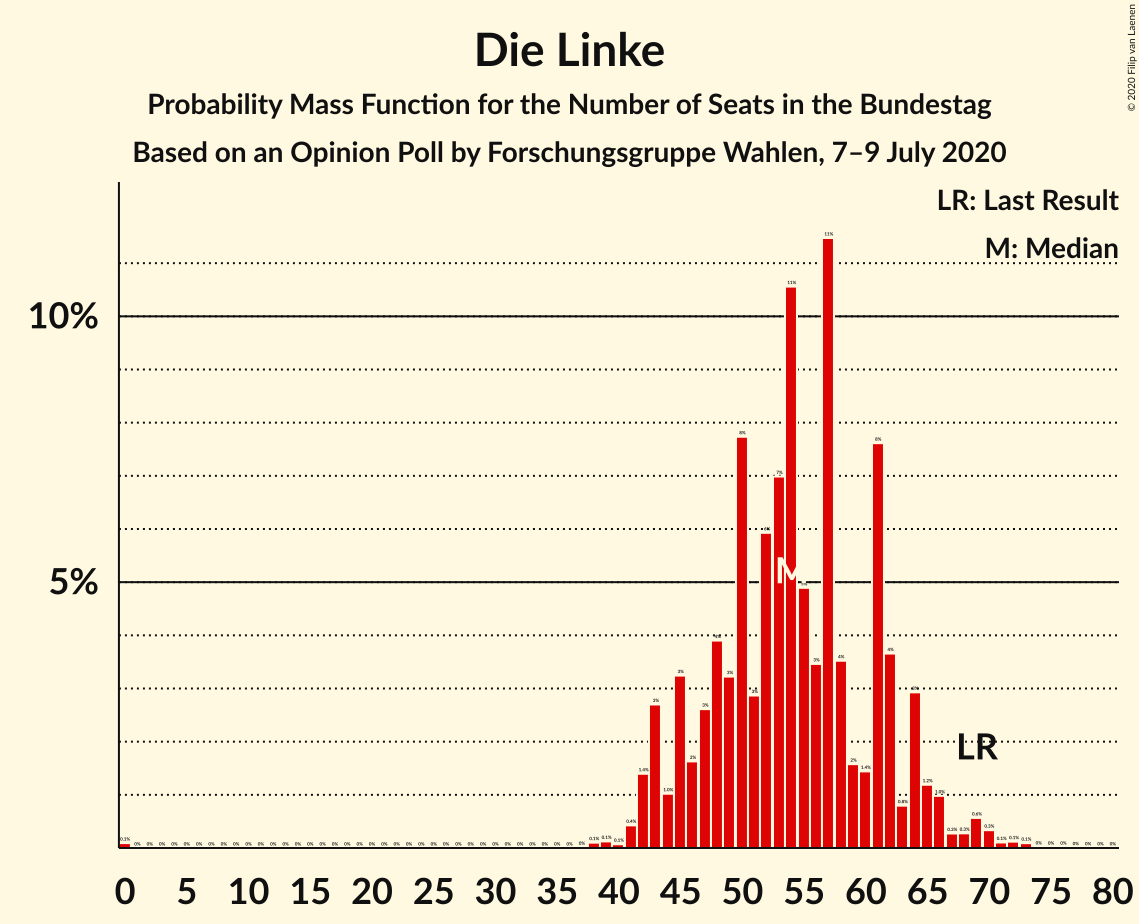 © 2020 Filip van Laenen
Die Linke
Probability Mass Function for the Number of Seats in the Bundestag
Based on an Opinion Poll by Forschungsgruppe Wahlen, 7–9 July 2020
LR: Last Result
M: Median
10%
5%
M
LR
0 5 10 15 20 25 30 35 40 45 50 55 60 65 70 75 80